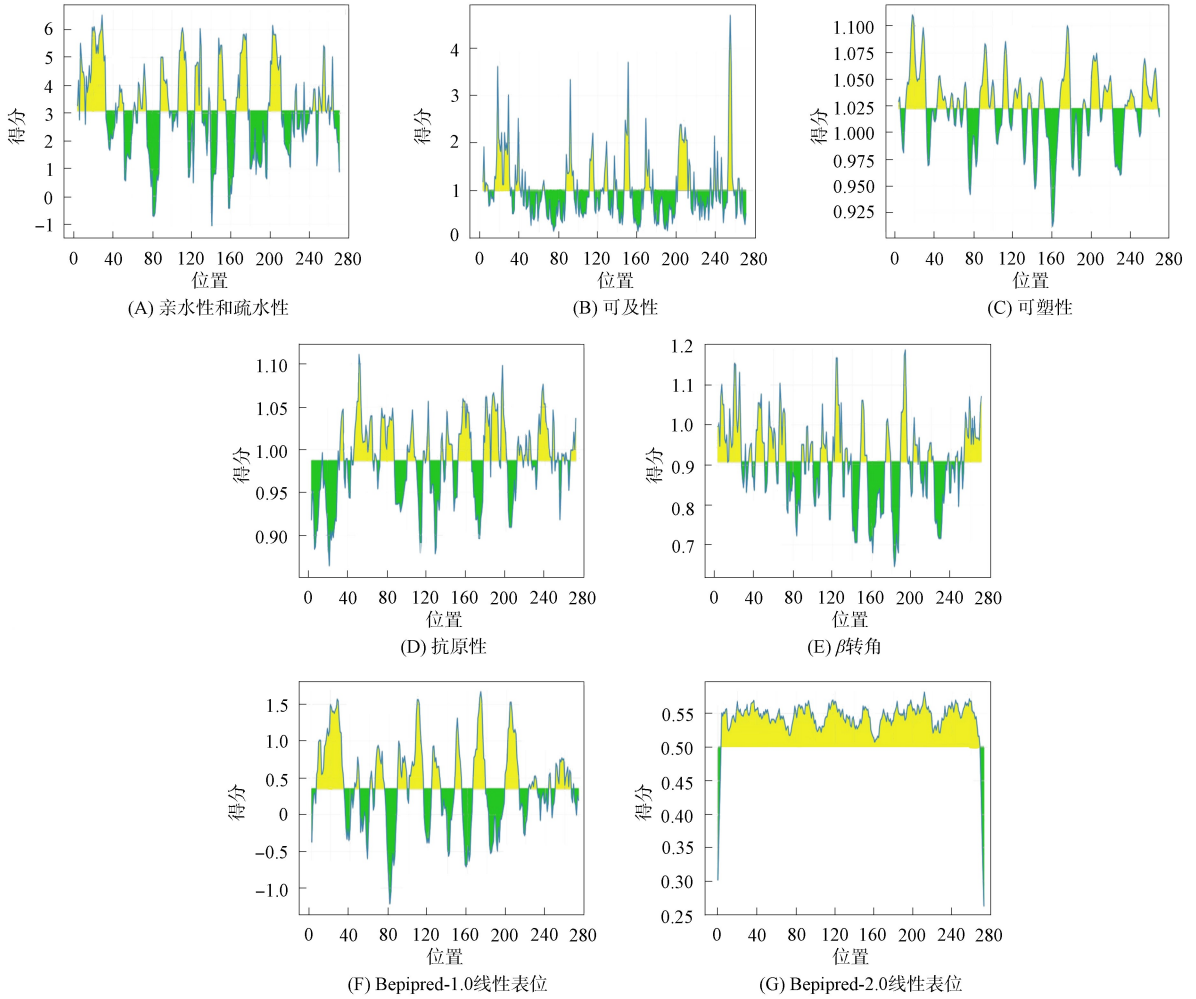 得分
6
5
4
3
2
1
0
−1
0 40 80 120 160 200 240 280
位置
(A) 亲水性和疏水性
得分
4
3
2
1
0
0 40 80 120 160 200 240 280
位置
(B) 可及性
得分
1.100
1.075
1.050
1.025
1.000
0.975
0.950
0.925
0 40 80 120 160 200 240 280
位置
(C) 可塑性
得分
1.10
1.05
1.00
0.95
0.90
0 40 80 120 160 200 240 280
位置
(D) 抗原性
得分
1.2
1.1
1.0
0.9
0.8
0.7
0 40 80 120 160 200 240 280
位置
(E) β转角
得分
1.5
1.0
0.5
0
−0.5
−1.0
0 40 80 120 160 200 240 280
位置
(F) Bepipred-1.0线性表位
得分
0.55
0.50
0.45
0.40
0.35
0.30
0.25
0 40 80 120 160 200 240 280
位置
(G) Bepipred-2.0线性表位